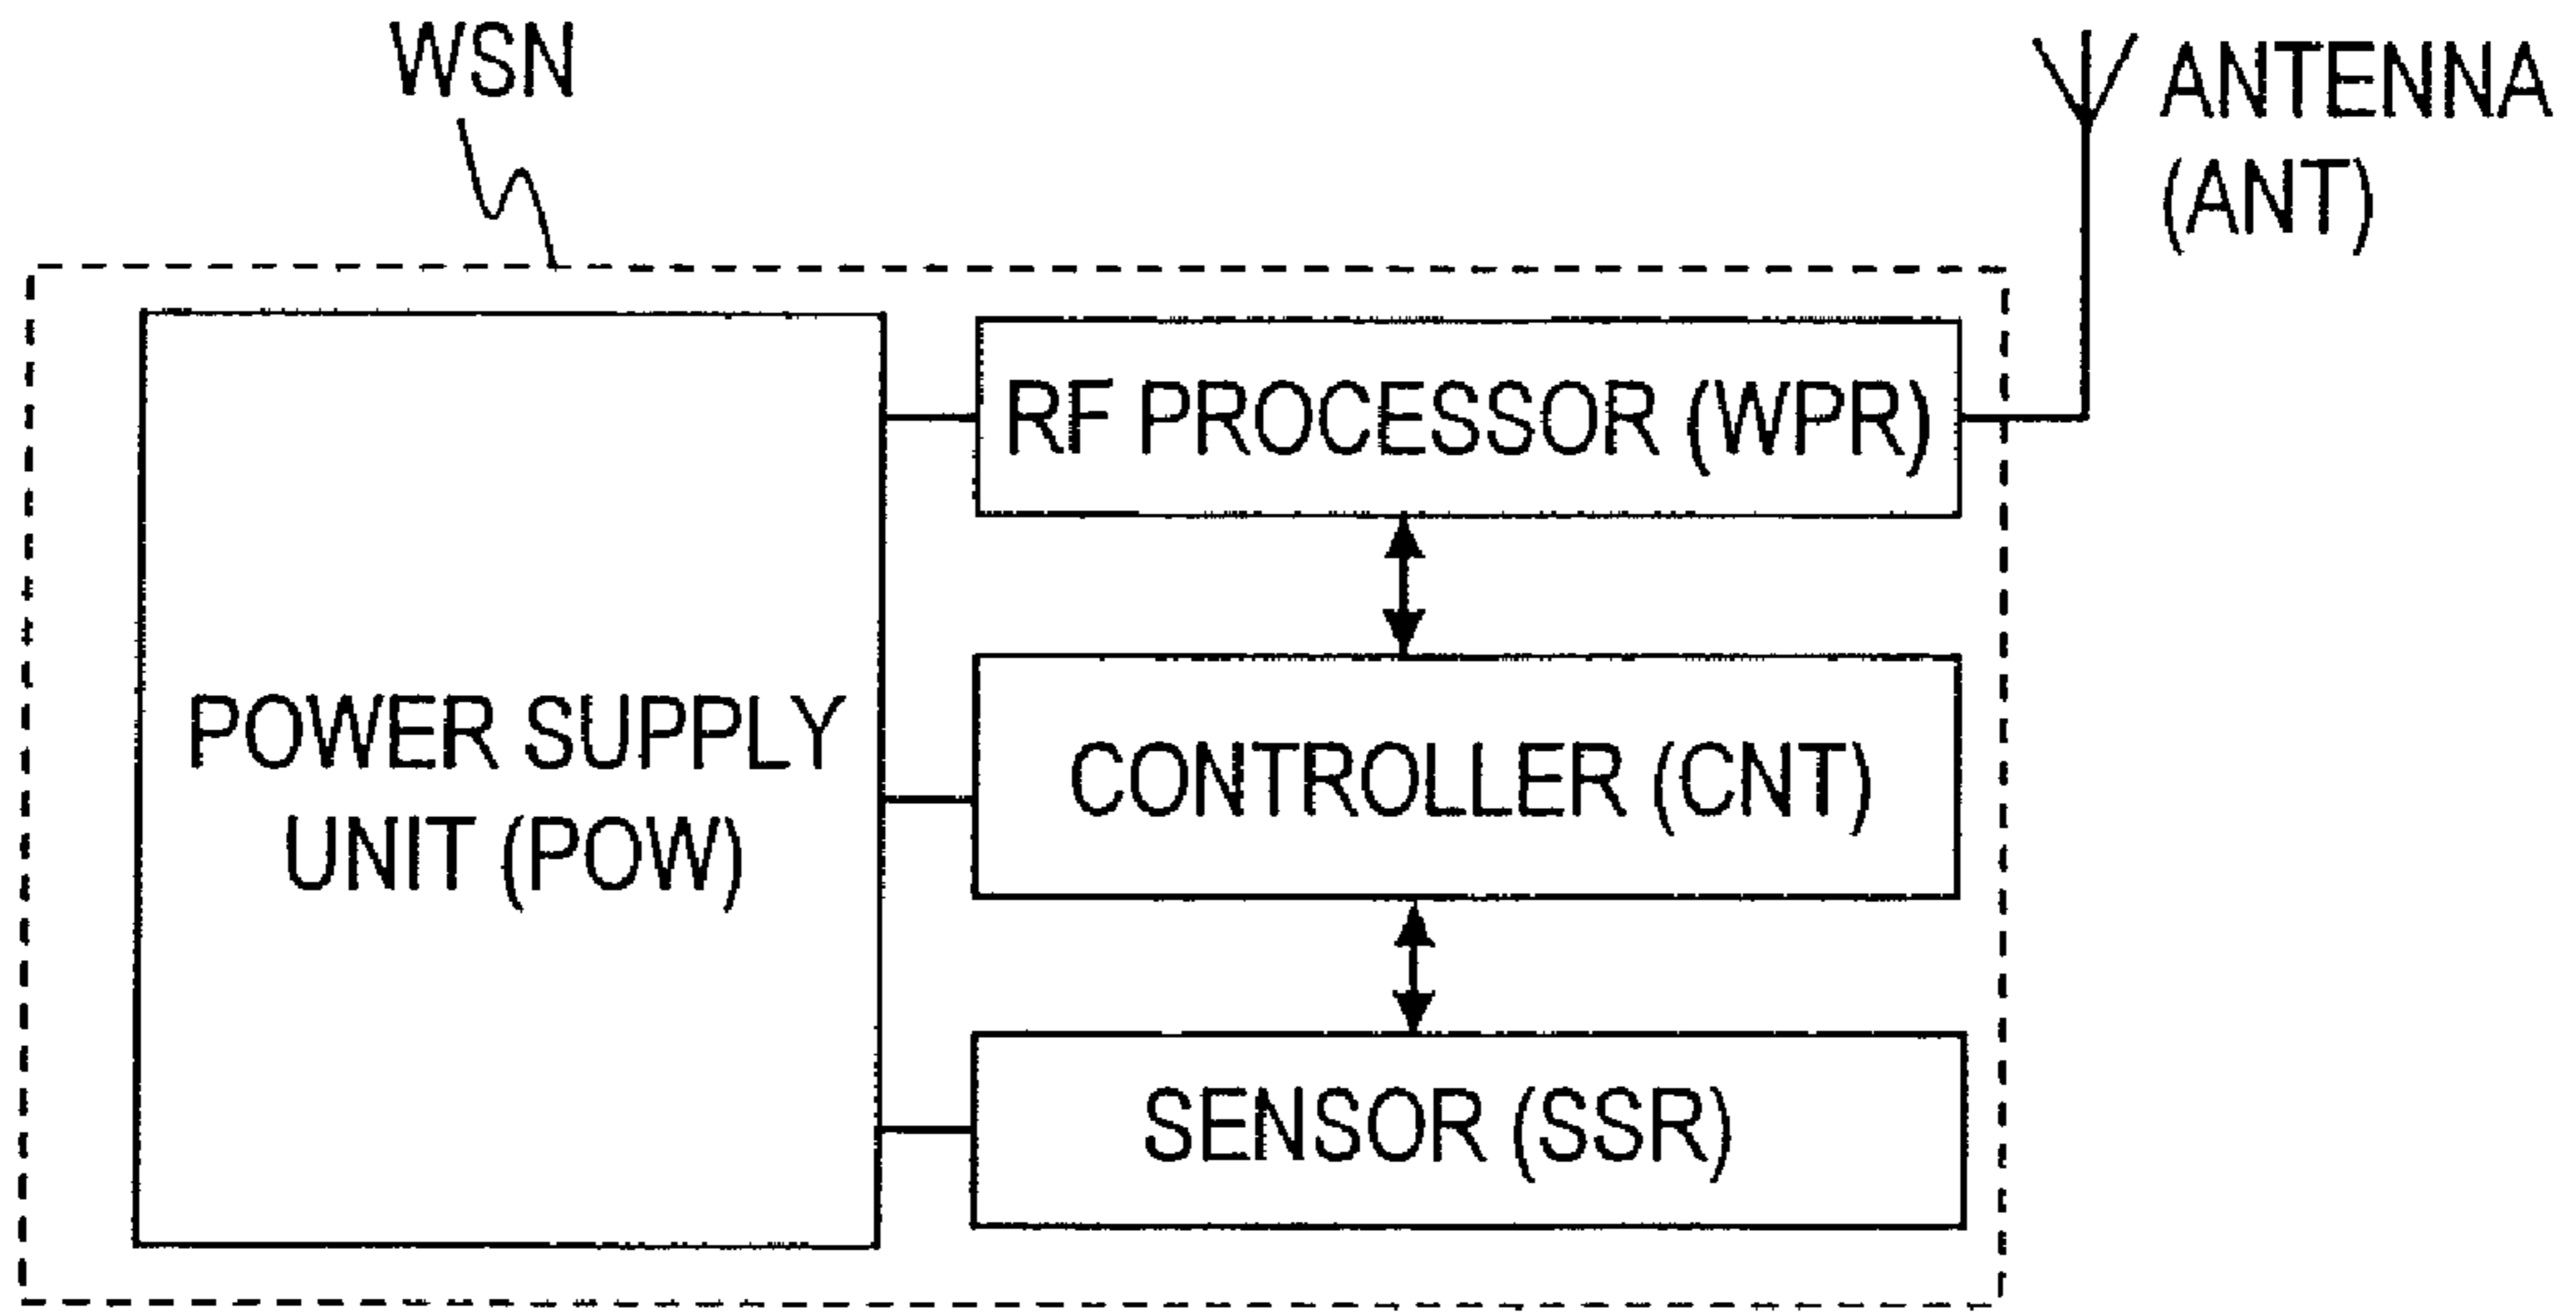 WSN
ANTENNA
(ANT)
RF PROCESSOR (WPR)
POWER SUPPLY
UNIT (POW)
CONTROLLER (CNT)
SENSOR (SSR)